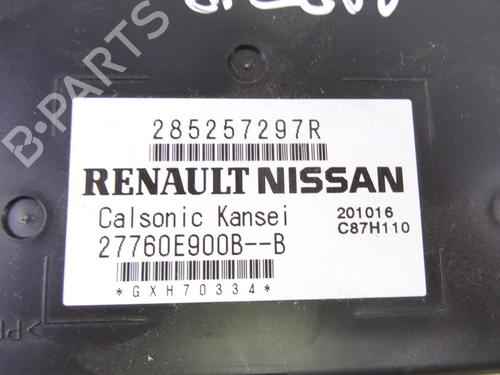 B-PARTS
285257297R
RENAULT NISSAN
Calsonic Kansei
201016
27760E900B--B
C87H110
*GXH70334*